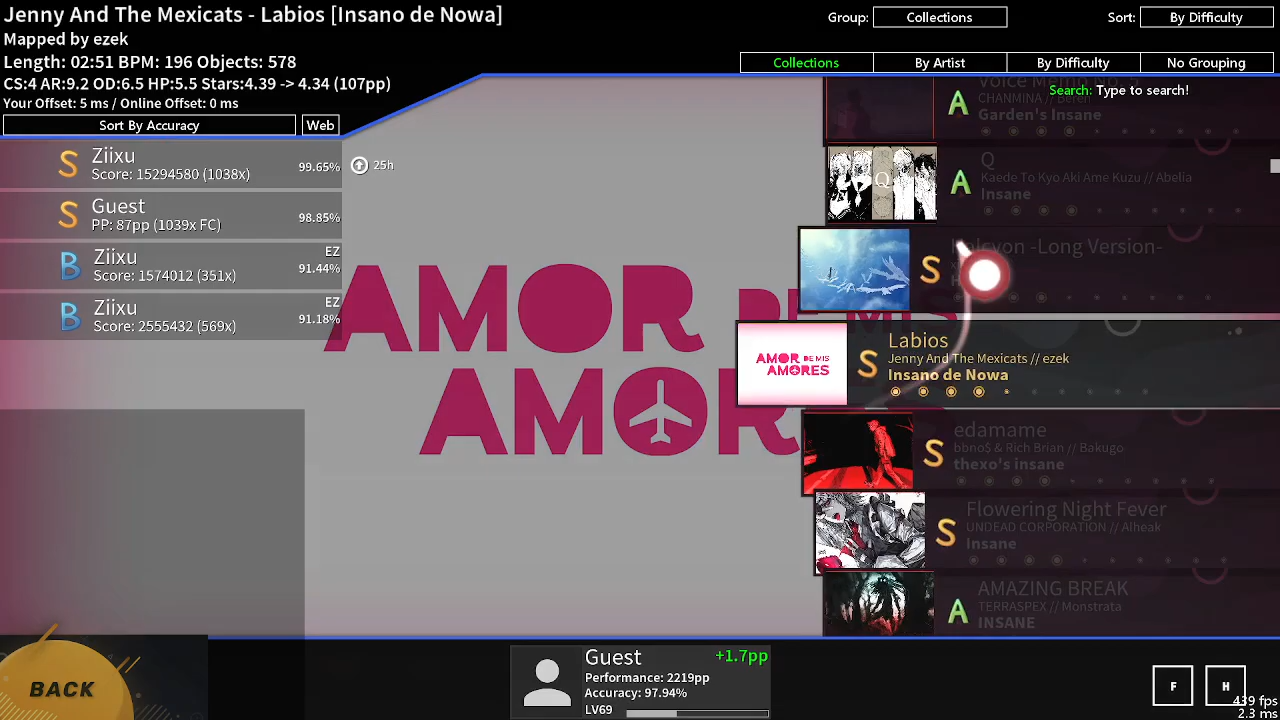 Jenny And The Mexicats - Labios [Insano de Nowa]
Mapped by ezek
Length: 02:51 BPM: 196 Objects: 578
CS:4 AR:9.2 OD:6.5 HP:5.5 Stars:4.39 -> 4.34 (107pp)
Your Offset: 5 ms / Online Offset: 0 ms
Sort By Accuracy
Web
Group: Collections
Sort: By Difficulty
Collections
By Artist
By Difficulty
No Grouping
Search: Type to search!
S
Ziixu
Score: 15294580 (1038x)
99.65%
25h
S
Guest
PP: 87pp (1039x FC)
98.85%
B
Ziixu
Score: 1574012 (351x)
EZ
91.44%
B
Ziixu
Score: 2555432 (569x)
EZ
91.18%
AMOR DE MIS
AMOR
Voice Memo No. 5
A
CHANMINA // Beren
Garden's Insane
Q
Q
A
Kaede To Kyo Aki Ame Kuzu // Abelia
Insane
S
Halcyon -Long Version-
AMOR DE MIS
AMORES
S
Labios
Jenny And The Mexicats // ezek
Insano de Nowa
S
edamame
bbno$ & Rich Brian // Bakugo
thexo's insane
S
Flowering Night Fever
UNDEAD CORPORATION // Alheak
Insane
A
AMAZING BREAK
TERRASPEX // Monstrata
INSANE
BACK
Guest
+1.7pp
Performance: 2219pp
Accuracy: 97.94%
LV69
F
H
439 fps
2.3 ms